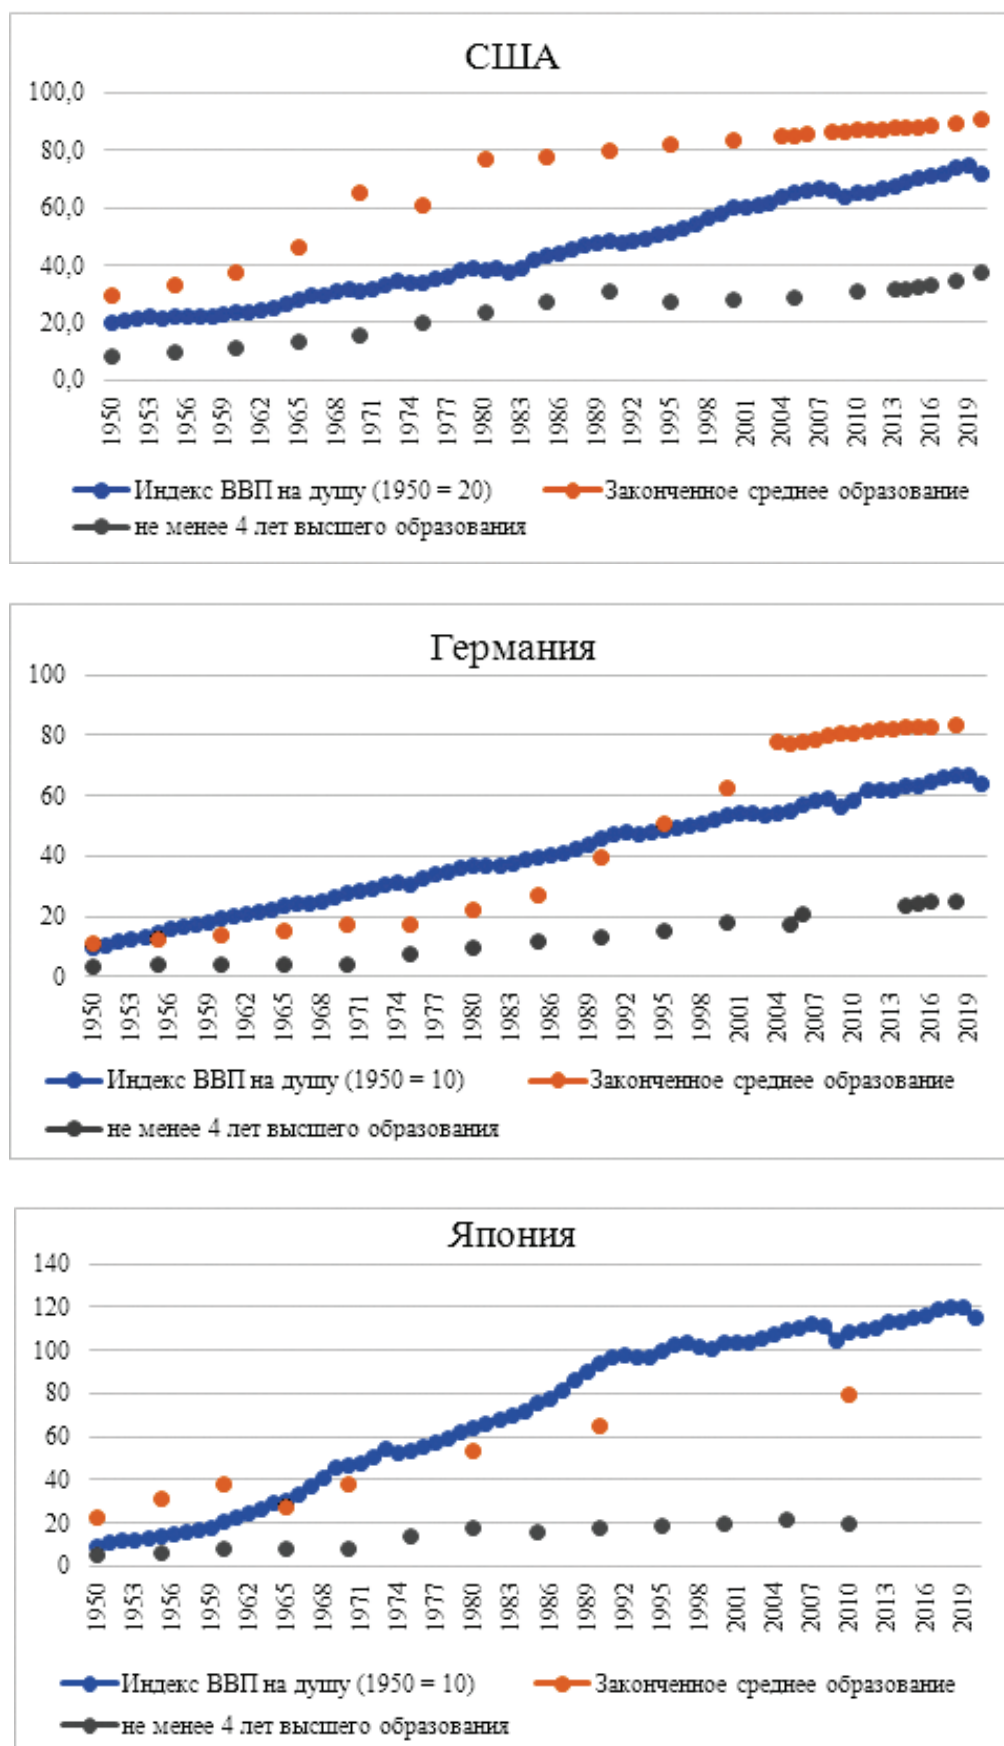 США
100,0
80,0
60,0
40,0
20,0
0,0
1950 1953 1956 1959 1962 1965 1968 1971 1974 1977 1980 1983 1986 1989 1992 1995 1998 2001 2004 2007 2010 2013 2016 2019
Индекс ВВП на душу (1950 = 20) Законченное среднее образование
не менее 4 лет высшего образования
Германия
100
80
60
40
20
0
1950 1953 1956 1959 1962 1965 1968 1971 1974 1977 1980 1983 1986 1989 1992 1995 1998 2001 2004 2007 2010 2013 2016 2019
Индекс ВВП на душу (1950 = 10) Законченное среднее образование
не менее 4 лет высшего образования
Япония
140
120
100
80
60
40
20
0
1950 1953 1956 1959 1962 1965 1968 1971 1974 1977 1980 1983 1986 1989 1992 1995 1998 2001 2004 2007 2010 2013 2016 2019
Индекс ВВП на душу (1950 = 10) Законченное среднее образование
не менее 4 лет высшего образования